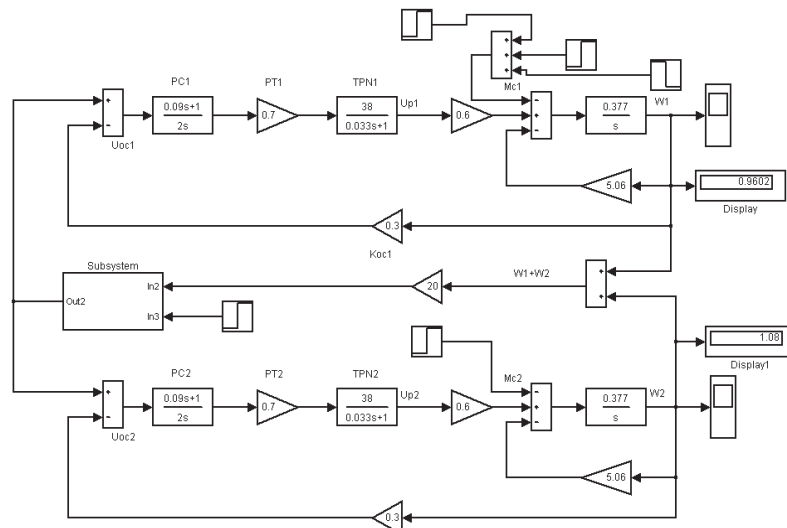 PC1
PT1
TPN1
Mc1
0.09s+1
2s
0.7
38
0.033s+1
Up1
0.6
0.377
s
W1
Uoc1
5.06
0.9602
Display
0.3
Koc1
Subsystem
In2
Out2
In3
20
W1+W2
1.08
Display1
PC2
PT2
TPN2
Mc2
0.09s+1
2s
0.7
38
0.033s+1
Up2
0.6
0.377
s
W2
Uoc2
5.06
0.3